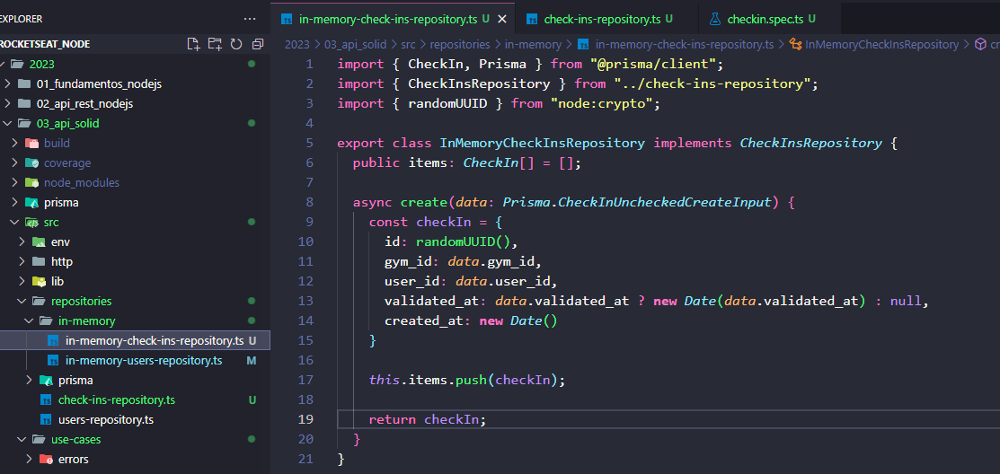 EXPLORER
ROCKETSEAT_NODE
2023
01_fundamentos_nodejs
02_api_rest_nodejs
03_api_solid
build
coverage
node_modules
prisma
src
env
http
lib
repositories
in-memory
in-memory-check-ins-repository.ts U
in-memory-users-repository.ts M
prisma
check-ins-repository.ts U
users-repository.ts
use-cases
errors
in-memory-check-ins-repository.ts U
check-ins-repository.ts U
checkin.spec.ts U
2023 > 03_api_solid > src > repositories > in-memory > in-memory-check-ins-repository.ts > InMemoryCheckInsRepository >
1 import { CheckIn, Prisma } from "@prisma/client";
2 import { CheckInsRepository } from "../check-ins-repository";
3 import { randomUUID } from "node:crypto";
4
5 export class InMemoryCheckInsRepository implements CheckInsRepository {
6 public items: CheckIn[] = [];
7
8 async create(data: Prisma.CheckInUncheckedCreateInput) {
9 const checkIn = {
10 id: randomUUID(),
11 gym_id: data.gym_id,
12 user_id: data.user_id,
13 validated_at: data.validated_at ? new Date(data.validated_at) : null,
14 created_at: new Date()
15 }
16
17 this.items.push(checkIn);
18
19 return checkIn;
20 }
21 }